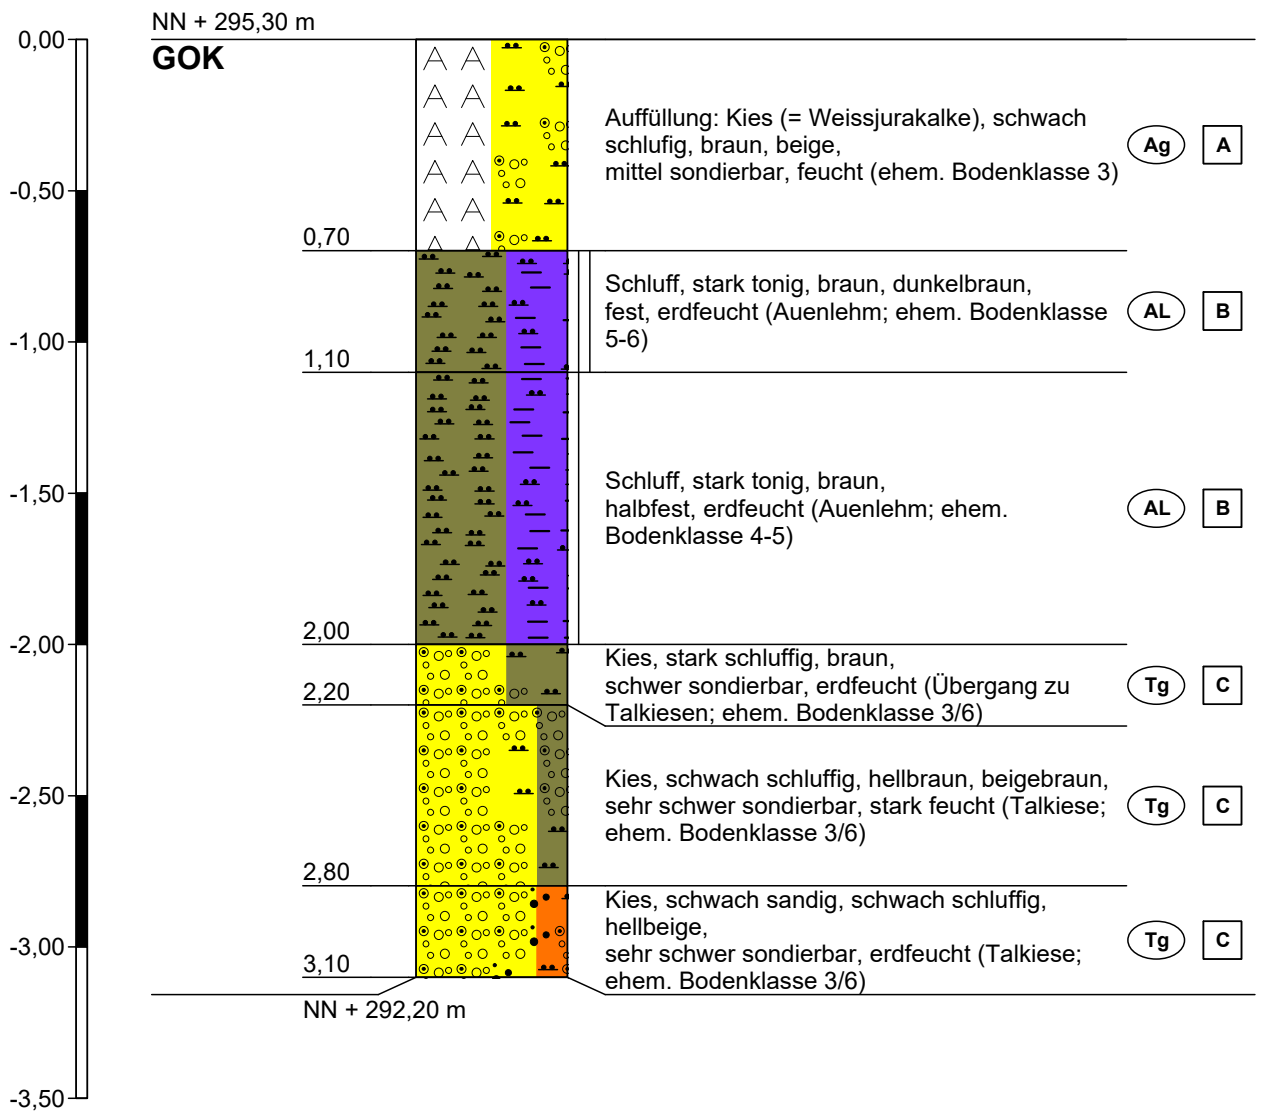 NN + 295,30 m
0,00
GOK
Auffüllung: Kies (= Weissjurakalke), schwach
schlufig, braun, beige,
mittel sondierbar, feucht (ehem. Bodenklasse 3)
Ag
A
-0,50
0,70
Schluff, stark tonig, braun, dunkelbraun,
fest, erdfeucht (Auenlehm; ehem. Bodenklasse
5-6)
AL
B
-1,00
1,10
Schluff, stark tonig, braun,
halbfest, erdfeucht (Auenlehm; ehem.
Bodenklasse 4-5)
AL
B
-1,50
2,00
-2,00
Kies, stark schluffig, braun,
schwer sondierbar, erdfeucht (Übergang zu
Talkiesen; ehem. Bodenklasse 3/6)
Tg
C
2,20
Kies, schwach schluffig, hellbraun, beigebraun,
sehr schwer sondierbar, stark feucht (Talkiese;
ehem. Bodenklasse 3/6)
Tg
C
-2,50
2,80
Kies, schwach sandig, schwach schluffig,
hellbeige,
sehr schwer sondierbar, erdfeucht (Talkiese;
ehem. Bodenklasse 3/6)
Tg
C
-3,00
3,10
NN + 292,20 m
-3,50